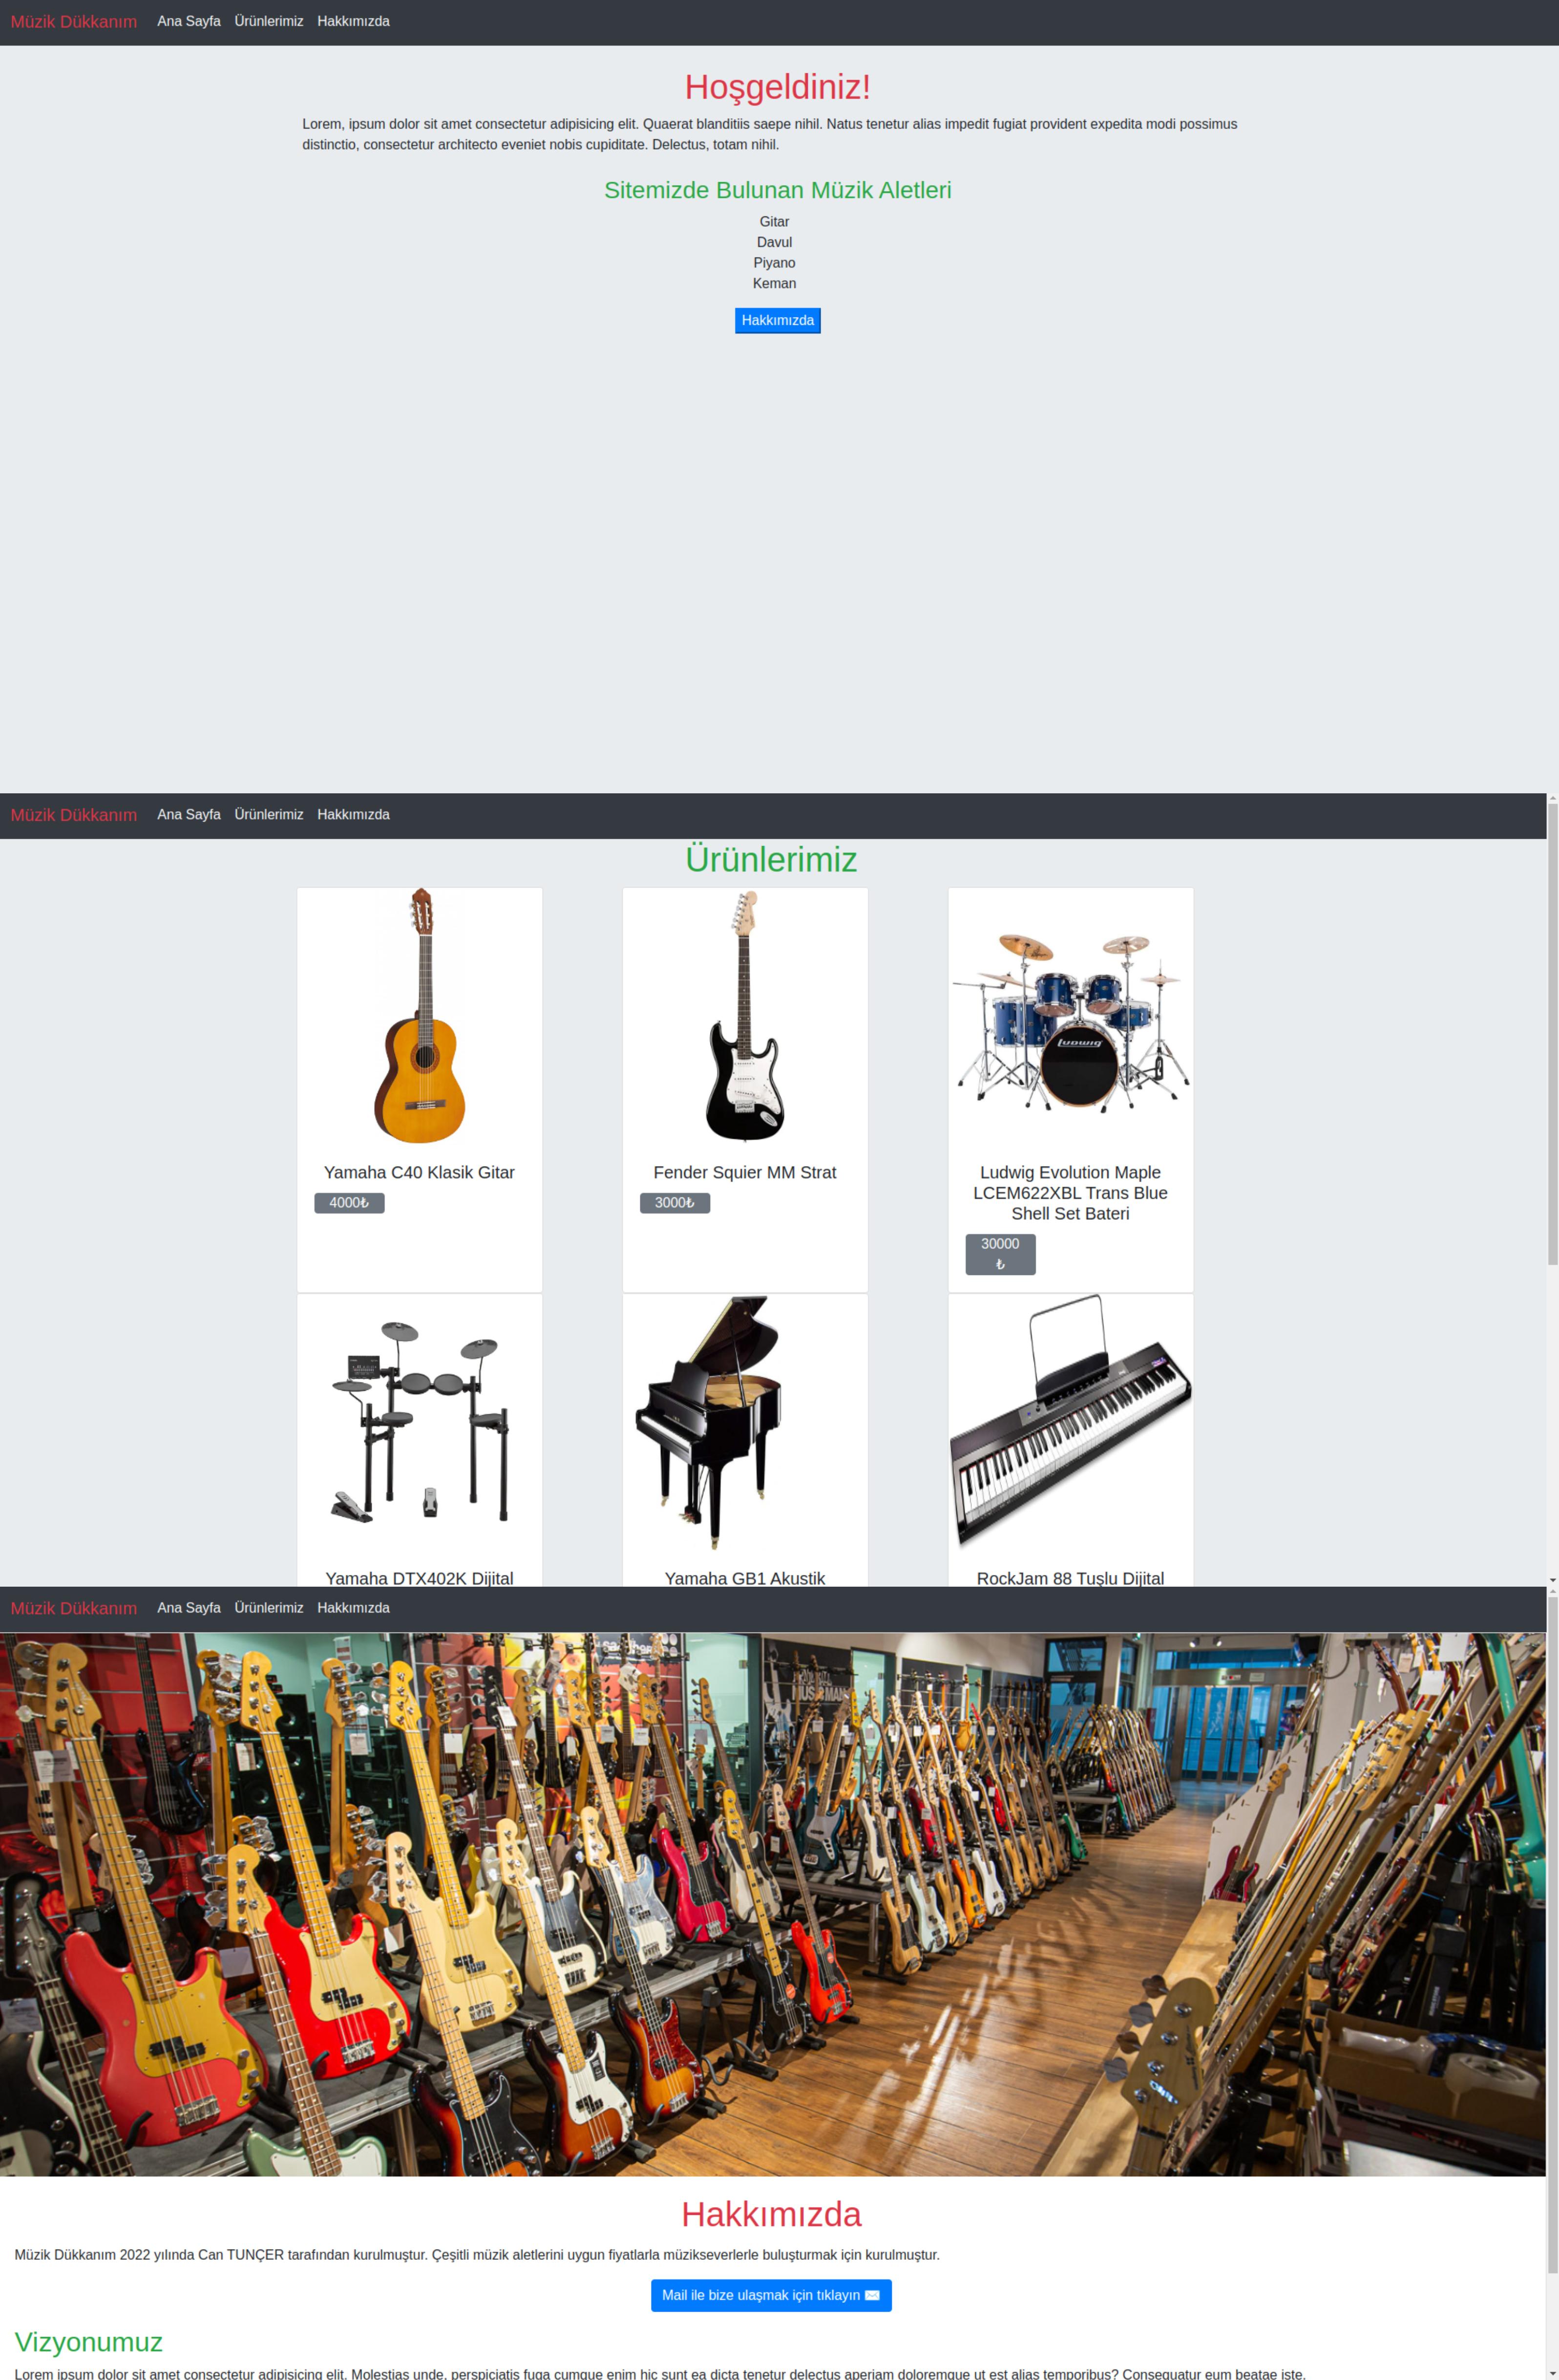 Müzik Dükkanım Ana Sayfa Ürünlerimiz Hakkımızda
Hoşgeldiniz!
Lorem, ipsum dolor sit amet consectetur adipisicing elit. Quaerat blanditiis saepe nihil. Natus tenetur alias impedit fugiat provident expedita modi possimus
distinctio, consectetur architecto eveniet nobis cupiditate. Delectus, totam nihil.
Sitemizde Bulunan Müzik Aletleri
Gitar
Davul
Piyano
Keman
Hakkımızda
Müzik Dükkanım Ana Sayfa Ürünlerimiz Hakkımızda
Ürünlerimiz
LUDWIG
Yamaha C40 Klasik Gitar
4000₺
Fender Squier MM Strat
3000₺
Ludwig Evolution Maple
LCEM622XBL Trans Blue
Shell Set Bateri
30000
₺
Yamaha DTX402K Dijital
Yamaha GB1 Akustik
RockJam 88 Tuşlu Dijital
Müzik Dükkanım Ana Sayfa Ürünlerimiz Hakkımızda
Hakkımızda
Müzik Dükkanım 2022 yılında Can TUNÇER tarafından kurulmuştur. Çeşitli müzik aletlerini uygun fiyatlarla müzikseverlerle buluşturmak için kurulmuştur.
Mail ile bize ulaşmak için tıklayın ✉️
Vizyonumuz
Lorem ipsum dolor sit amet consectetur adipisicing elit. Molestias unde, perspiciatis fuga cumque enim hic sunt ea dicta tenetur delectus aperiam doloremque ut est alias temporibus? Consequatur eum beatae iste.